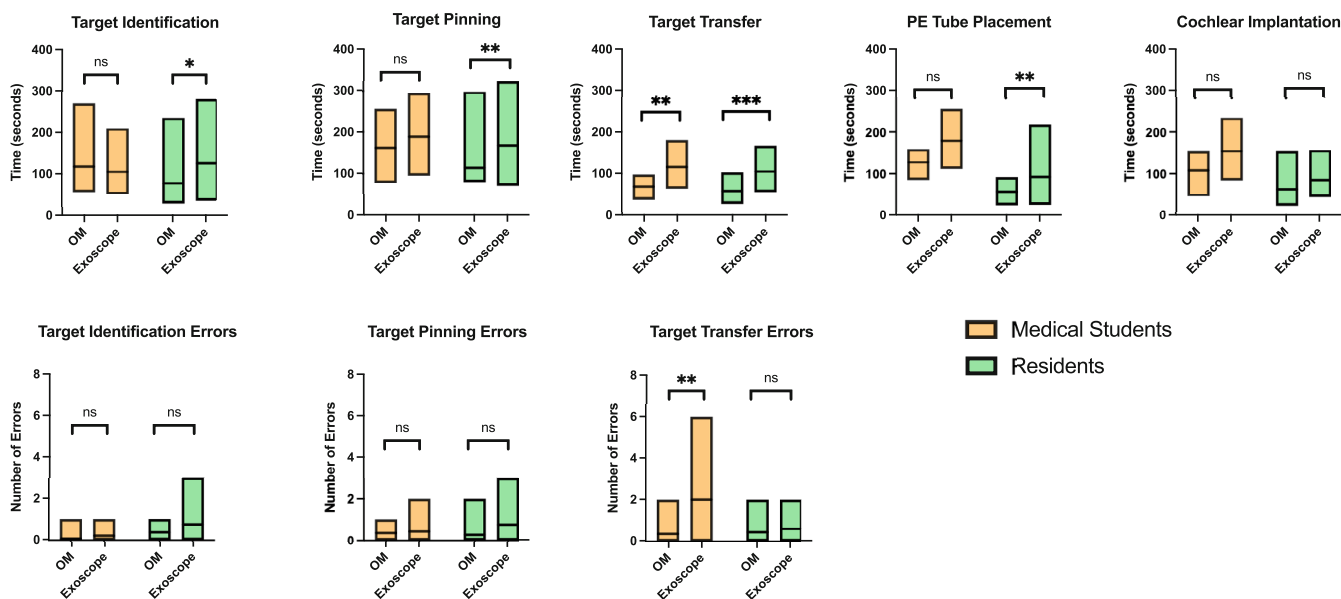 Target Identification
Time (seconds)
400
300
200
100
0
ns
*
OM
Exoscope
OM
Exoscope
Target Pinning
Time (seconds)
400
300
200
100
0
ns
**
OM
Exoscope
OM
Exoscope
Target Transfer
Time (seconds)
400
300
200
100
0
**
***
OM
Exoscope
OM
Exoscope
PE Tube Placement
Time (seconds)
400
300
200
100
0
ns
**
OM
Exoscope
OM
Exoscope
Cochlear Implantation
Time (seconds)
400
300
200
100
0
ns
ns
OM
Exoscope
OM
Exoscope
Target Identification Errors
Number of Errors
8
6
4
2
0
ns
ns
OM
Exoscope
OM
Exoscope
Target Pinning Errors
Number of Errors
8
6
4
2
0
ns
ns
OM
Exoscope
OM
Exoscope
Target Transfer Errors
Number of Errors
8
6
4
2
0
**
ns
OM
Exoscope
OM
Exoscope
Medical Students
Residents